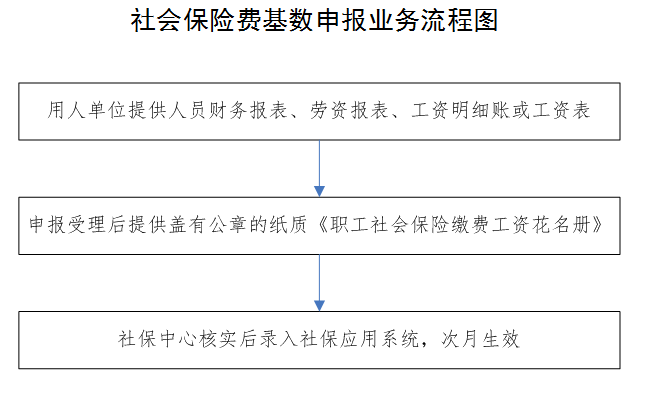 社会保险费基数申报业务流程图
用人单位提供人员财务报表、劳资报表、工资明细账或工资表
申报受理后提供盖有公章的纸质《职工社会保险缴费工资花名册》
社保中心核实后录入社保应用系统，次月生效